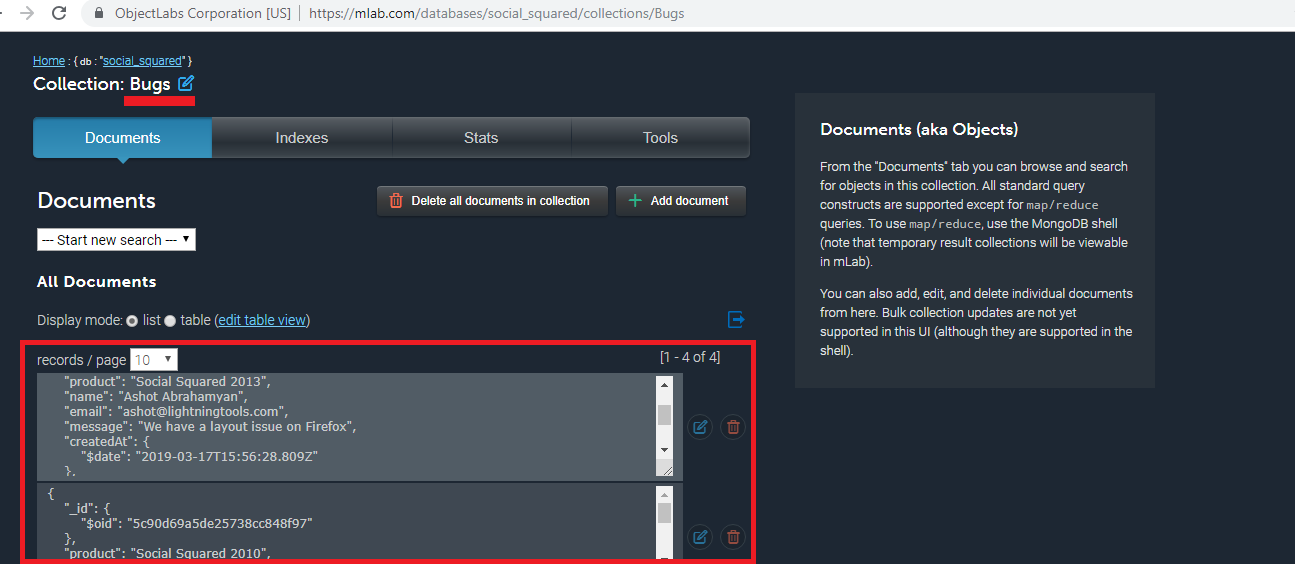 ObjectLabs Corporation [US] | https://mlab.com/databases/social_squared/collections/Bugs
Home : { db : "social_squared" }
Collection: Bugs
Documents Indexes Stats Tools
Documents
Delete all documents in collection
Add document
--- Start new search ---
All Documents
Display mode: list table (edit table view)
records / page 10
[1 - 4 of 4]
"product": "Social Squared 2013",
"name": "Ashot Abrahamyan",
"email": "ashot@lightningtools.com",
"message": "We have a layout issue on Firefox",
"createdAt": {
"$date": "2019-03-17T15:56:28.809Z"
},
{
"_id": {
"$oid": "5c90d69a5de25738cc848f97"
},
"product": "Social Squared 2010",
Documents (aka Objects)
From the "Documents" tab you can browse and search
for objects in this collection. All standard query
constructs are supported except for map/reduce
queries. To use map/reduce, use the MongoDB shell
(note that temporary result collections will be viewable
in mLab).
You can also add, edit, and delete individual documents
from here. Bulk collection updates are not yet
supported in this UI (although they are supported in the
shell).